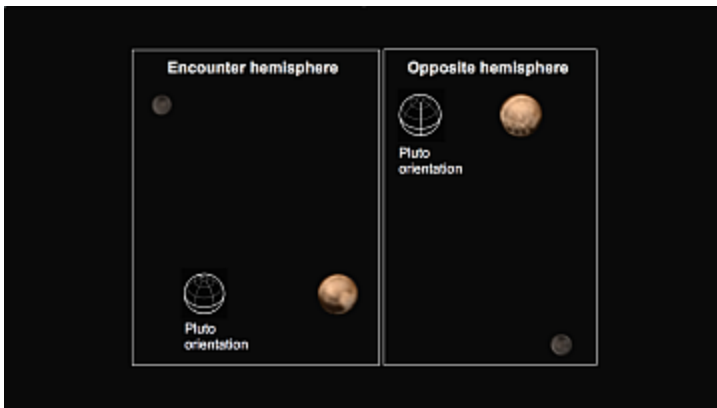 Encounter hemisphere
Pluto
orientation
Opposite hemisphere
Pluto
orientation